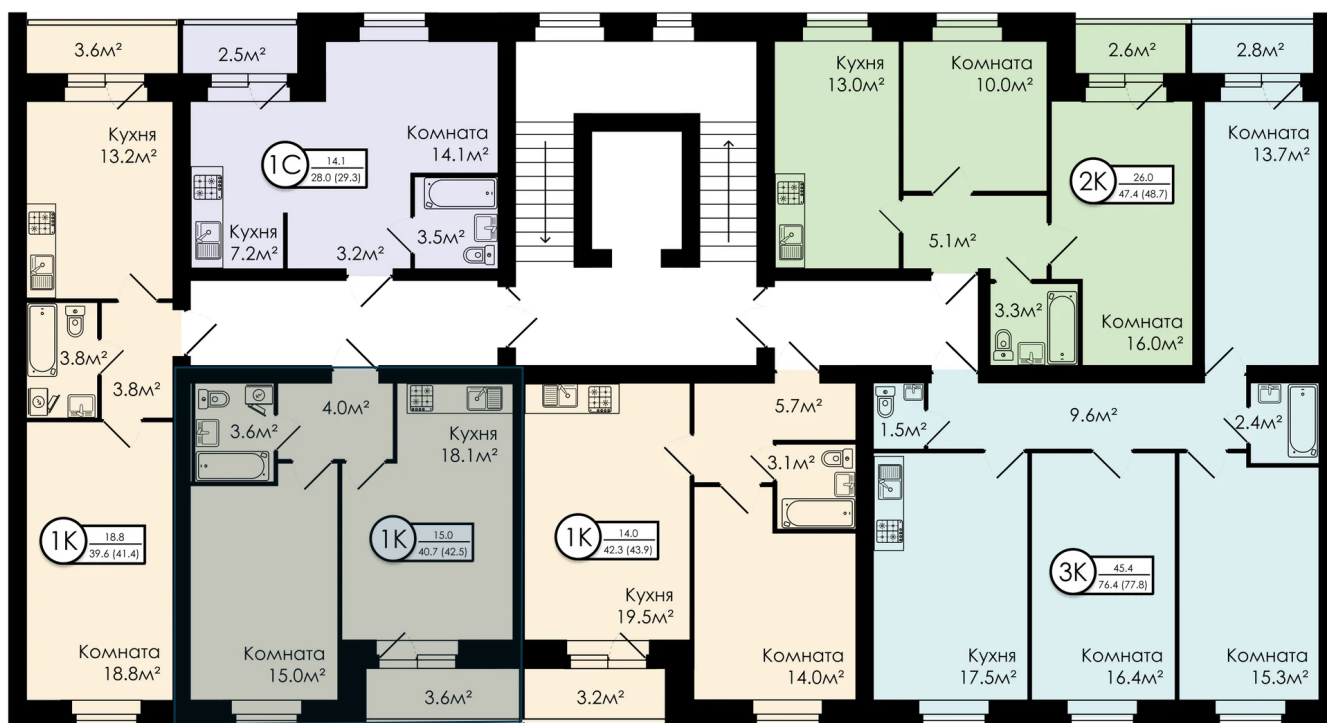 3.6м²
2.5м²
2.6м²
2.8м²
Кухня
13.2м²
Комната
14.1м²
1С
14.1
28.0 (29.3)
Кухня
7.2м²
3.2м²
3.5м²
Кухня
13.0м²
Комната
10.0м²
2К
26.0
47.4 (48.7)
5.1м²
3.3м²
Комната
16.0м²
Комната
13.7м²
3.8м²
3.8м²
1К
18.8
39.6 (41.4)
Комната
18.8м²
3.6м²
4.0м²
Кухня
18.1м²
1К
15.0
40.7 (42.5)
Комната
15.0м²
3.6м²
5.7м²
3.1м²
1К
14.0
42.3 (43.9)
Кухня
19.5м²
3.2м²
Комната
14.0м²
1.5м²
9.6м²
2.4м²
3К
45.4
76.4 (77.8)
Кухня
17.5м²
Комната
16.4м²
Комната
15.3м²